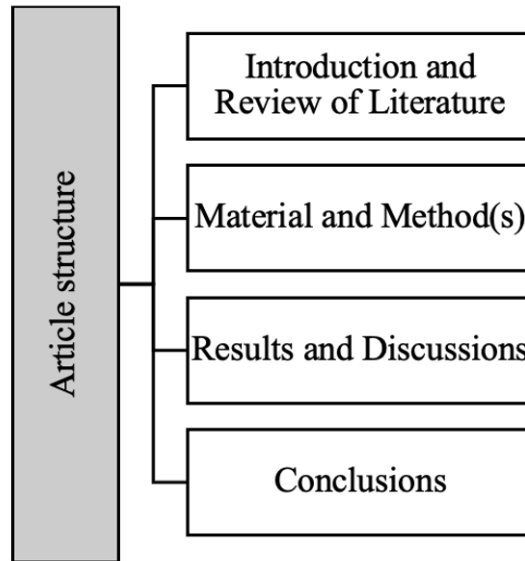 Article structure
Introduction and
Review of Literature
Material and Method(s)
Results and Discussions
Conclusions